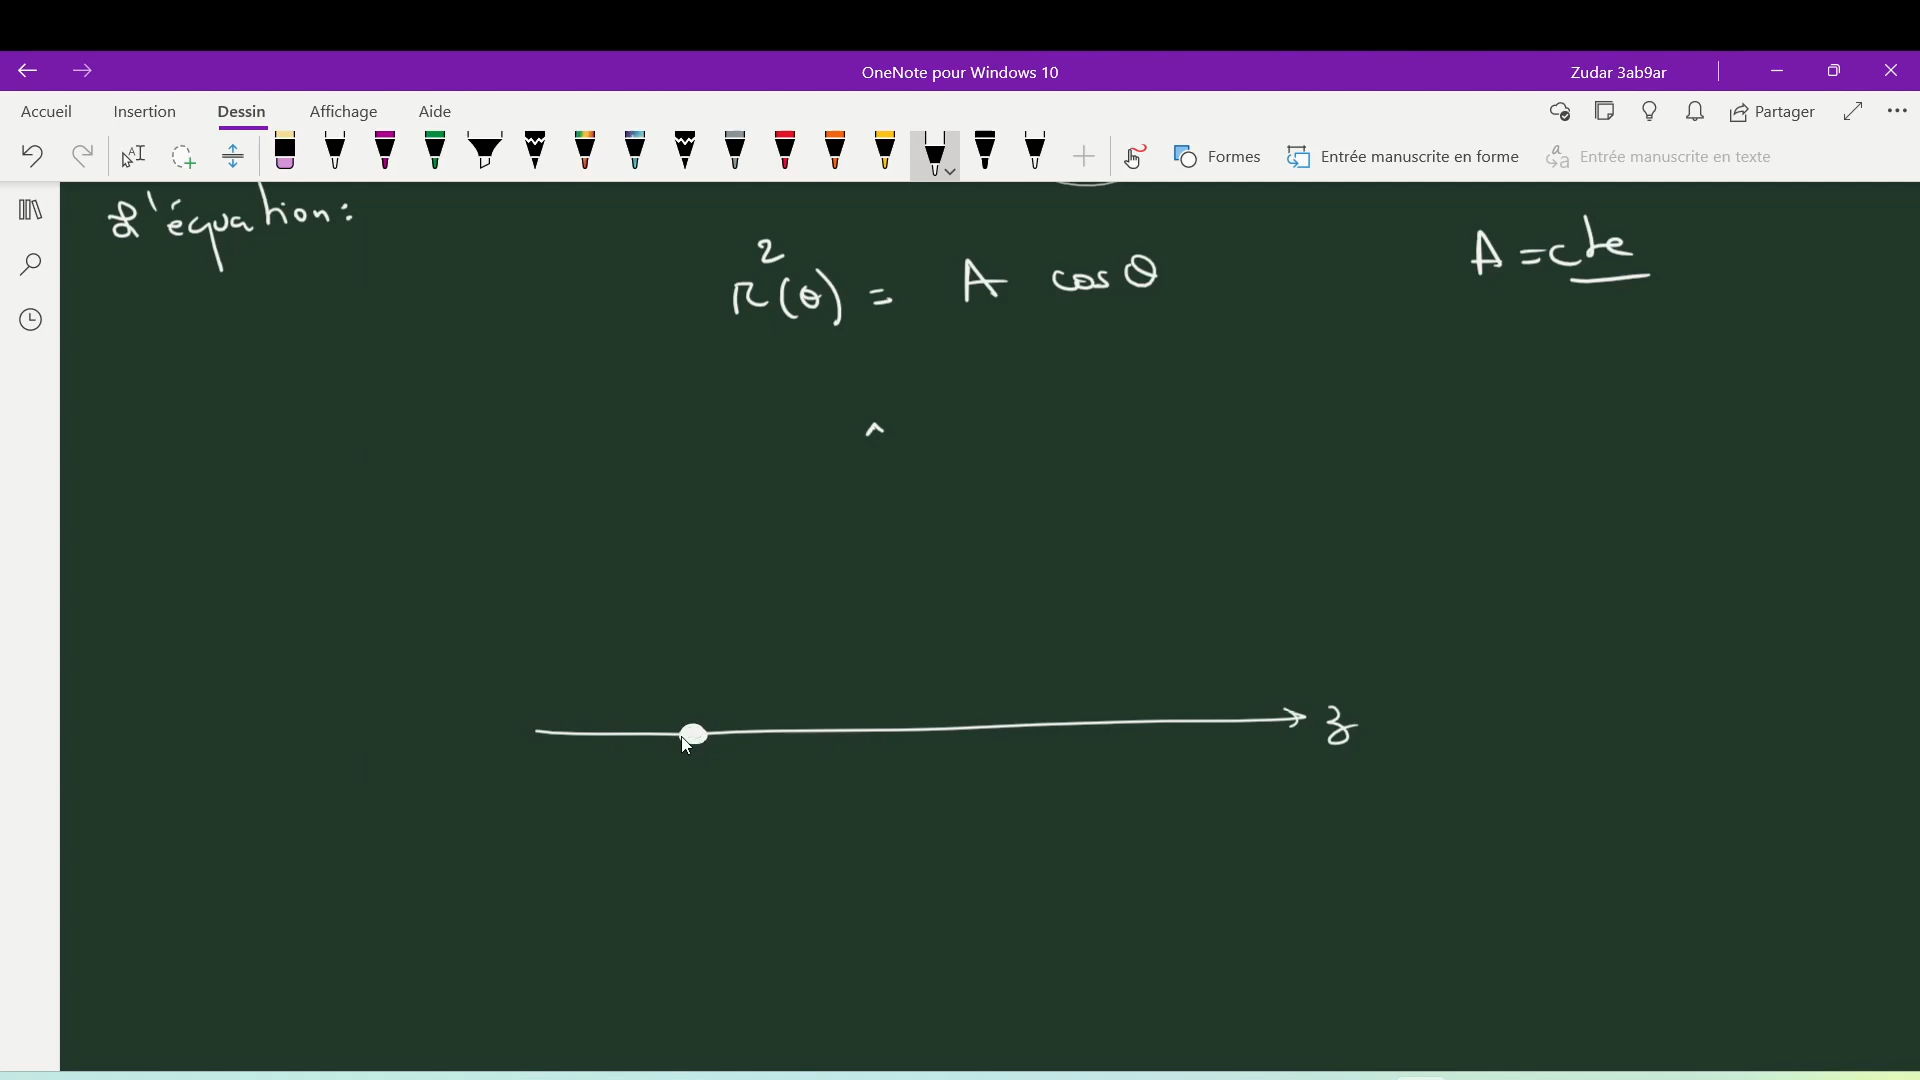 OneNote pour Windows 10
Zudar 3ab9ar
Accueil Insertion Dessin Affichage Aide
Partager
Formes Entrée manuscrite en forme Entrée manuscrite en texte
L'équation:
r²(θ) = A cos θ
A = cte
z